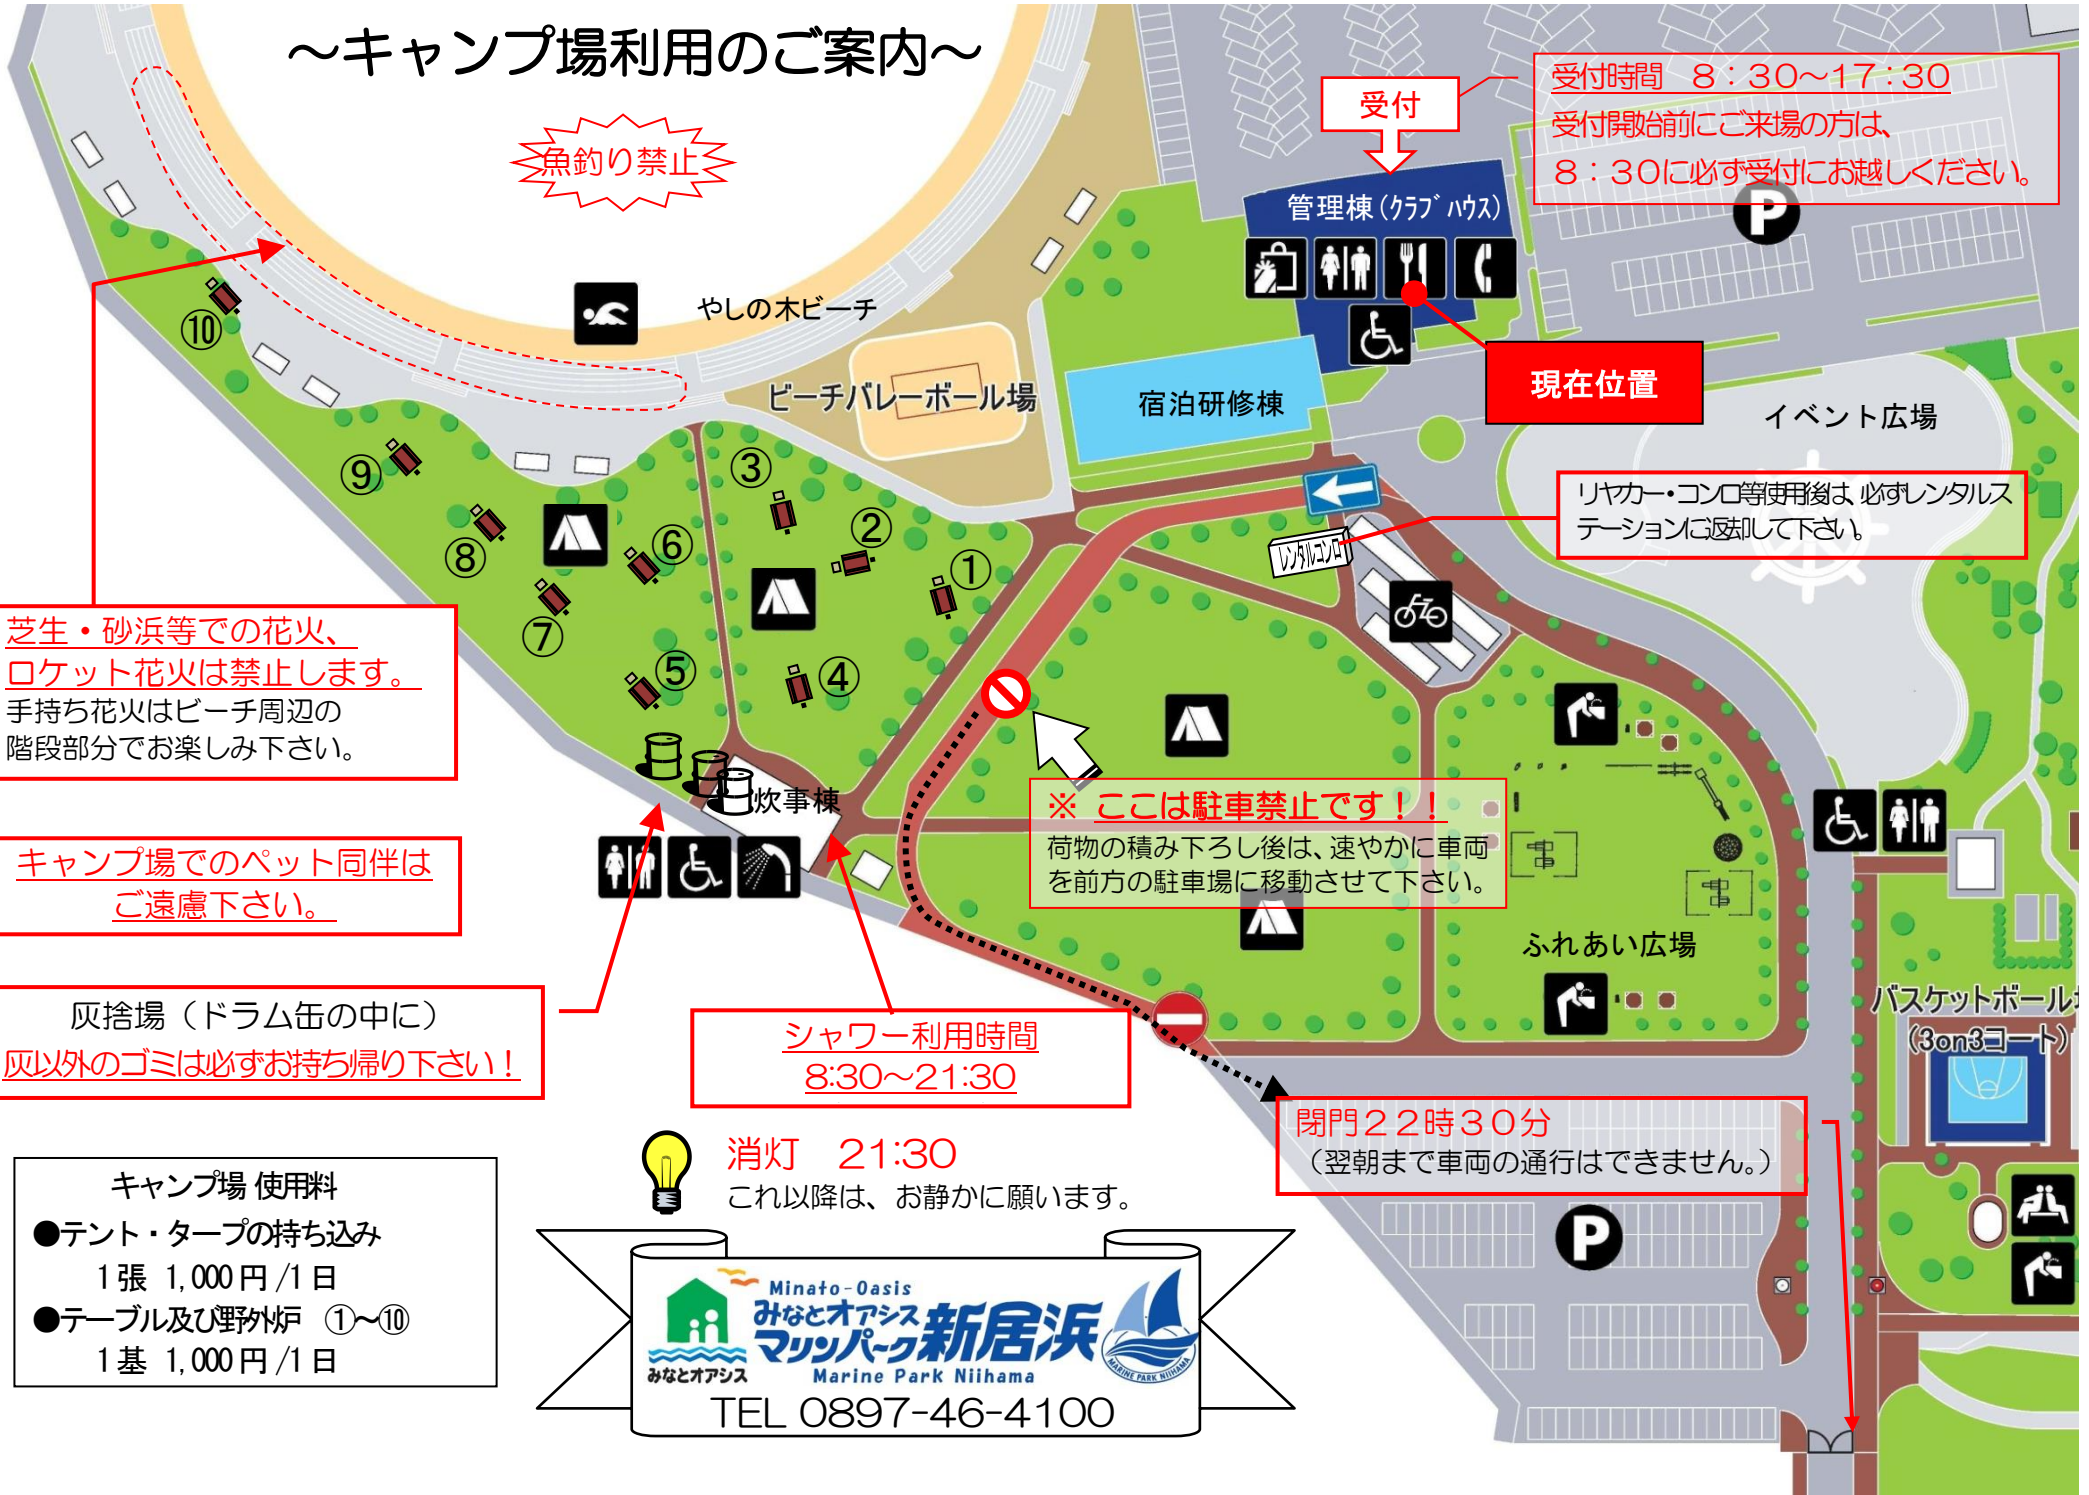 ～キャンプ場利用のご案内～
魚釣り禁止
受付
受付時間　8：30～17：30
受付開始前にご来場の方は、
8：30に必ず受付にお越しください。
管理棟(クラブハウス)
P
現在位置
やしの木ビーチ
ビーチバレーボール場
宿泊研修棟
イベント広場
リヤカー・コンロ等使用後は、必ずレンタルス
テーションに返却して下さい。
レンタルコンロ
⑩
⑨
⑧
⑦
⑥
⑤
④
③
②
①
芝生・砂浜等での花火、
ロケット花火は禁止します。
手持ち花火はビーチ周辺の
階段部分でお楽しみ下さい。
炊事棟
※ ここは駐車禁止です！！
荷物の積み下ろし後は、速やかに車両
を前方の駐車場に移動させて下さい。
キャンプ場でのペット同伴は
ご遠慮下さい。
ふれあい広場
灰捨場（ドラム缶の中に）
灰以外のゴミは必ずお持ち帰り下さい！
シャワー利用時間
8:30～21:30
バスケットボール
(3on3コート)
閉門22時30分
（翌朝まで車両の通行はできません。）
消灯　21:30
これ以降は、お静かに願います。
P
キャンプ場 使用料
●テント・タープの持ち込み
1張 1,000円/1日
●テーブル及び野外炉　①～⑩
1基 1,000円/1日
Minato-Oasis
みなとオアシス
マリンパーク新居浜
Marine Park Niihama
みなとオアシス
MARINE PARK NIIHAMA
TEL 0897-46-4100